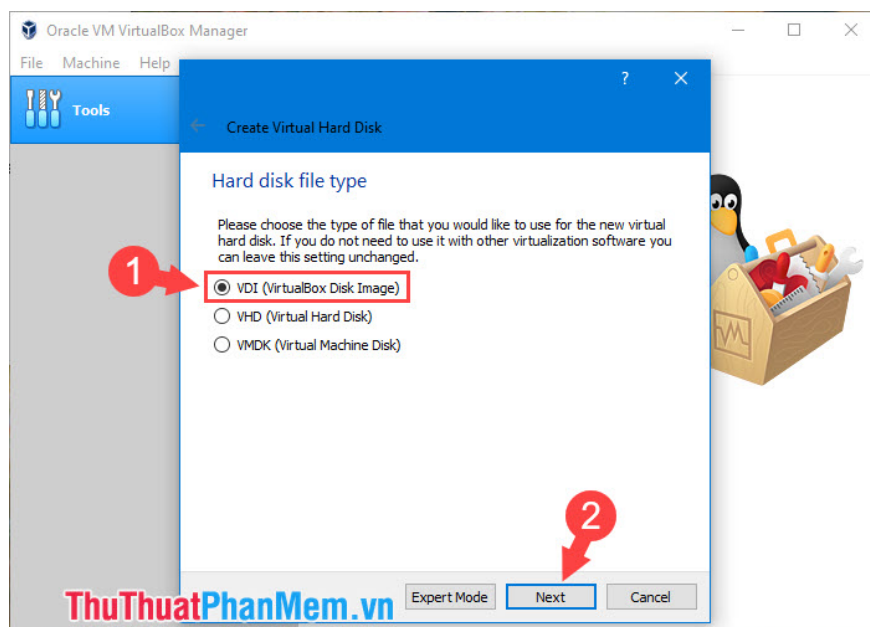 Oracle VM VirtualBox Manager
File Machine Help
Tools
?
Create Virtual Hard Disk
Hard disk file type
Please choose the type of file that you would like to use for the new virtual
hard disk. If you do not need to use it with other virtualization software you
can leave this setting unchanged.
1
VDI (VirtualBox Disk Image)
VHD (Virtual Hard Disk)
VMDK (Virtual Machine Disk)
2
Expert Mode Next Cancel
ThuThuatPhanMem.vn